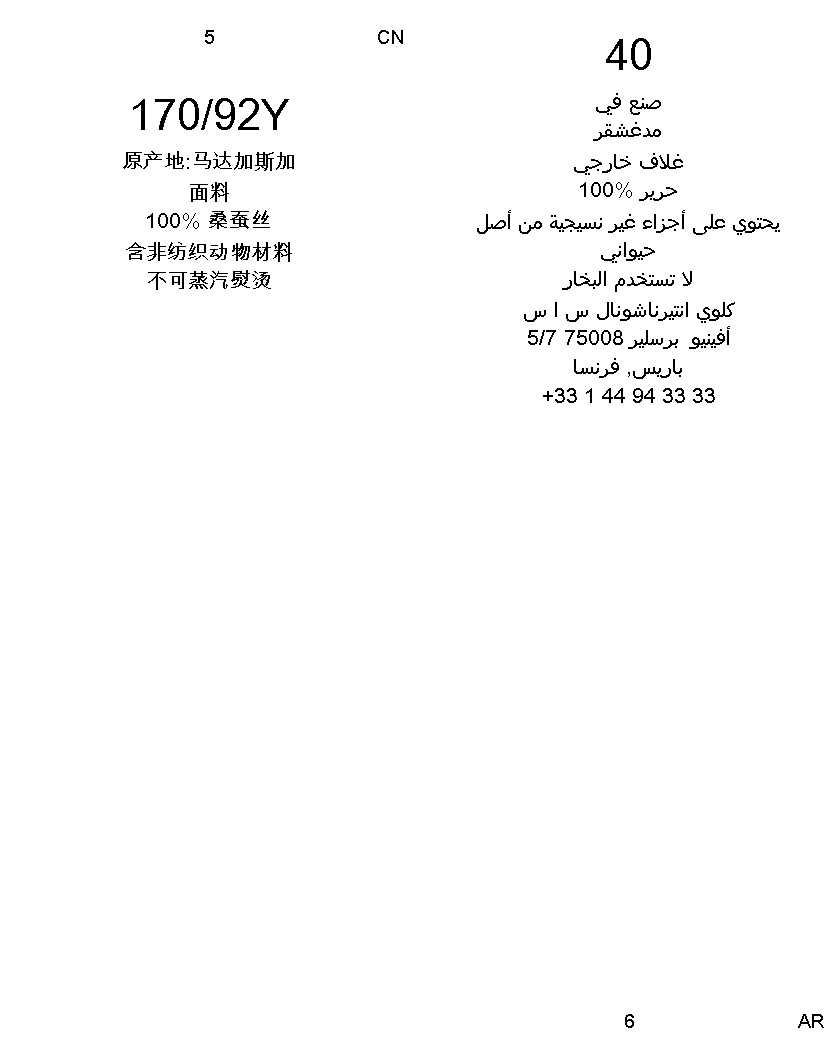 5
CN
170/92Y
原产地:马达加斯加
面料
100% 桑蚕丝
含非纺织动物材料
不可蒸汽熨烫
40
صنع في
مدغشقر
غلاف خارجي
حرير %100
يحتوي على أجزاء غير نسيجية من أصل
حيواني
لا تستخدم البخار
كلوي انتيرناشونال س ا س
أفينيو برسلير 75008 5/7
باريس, فرنسا
+33 1 44 94 33 33
6
AR